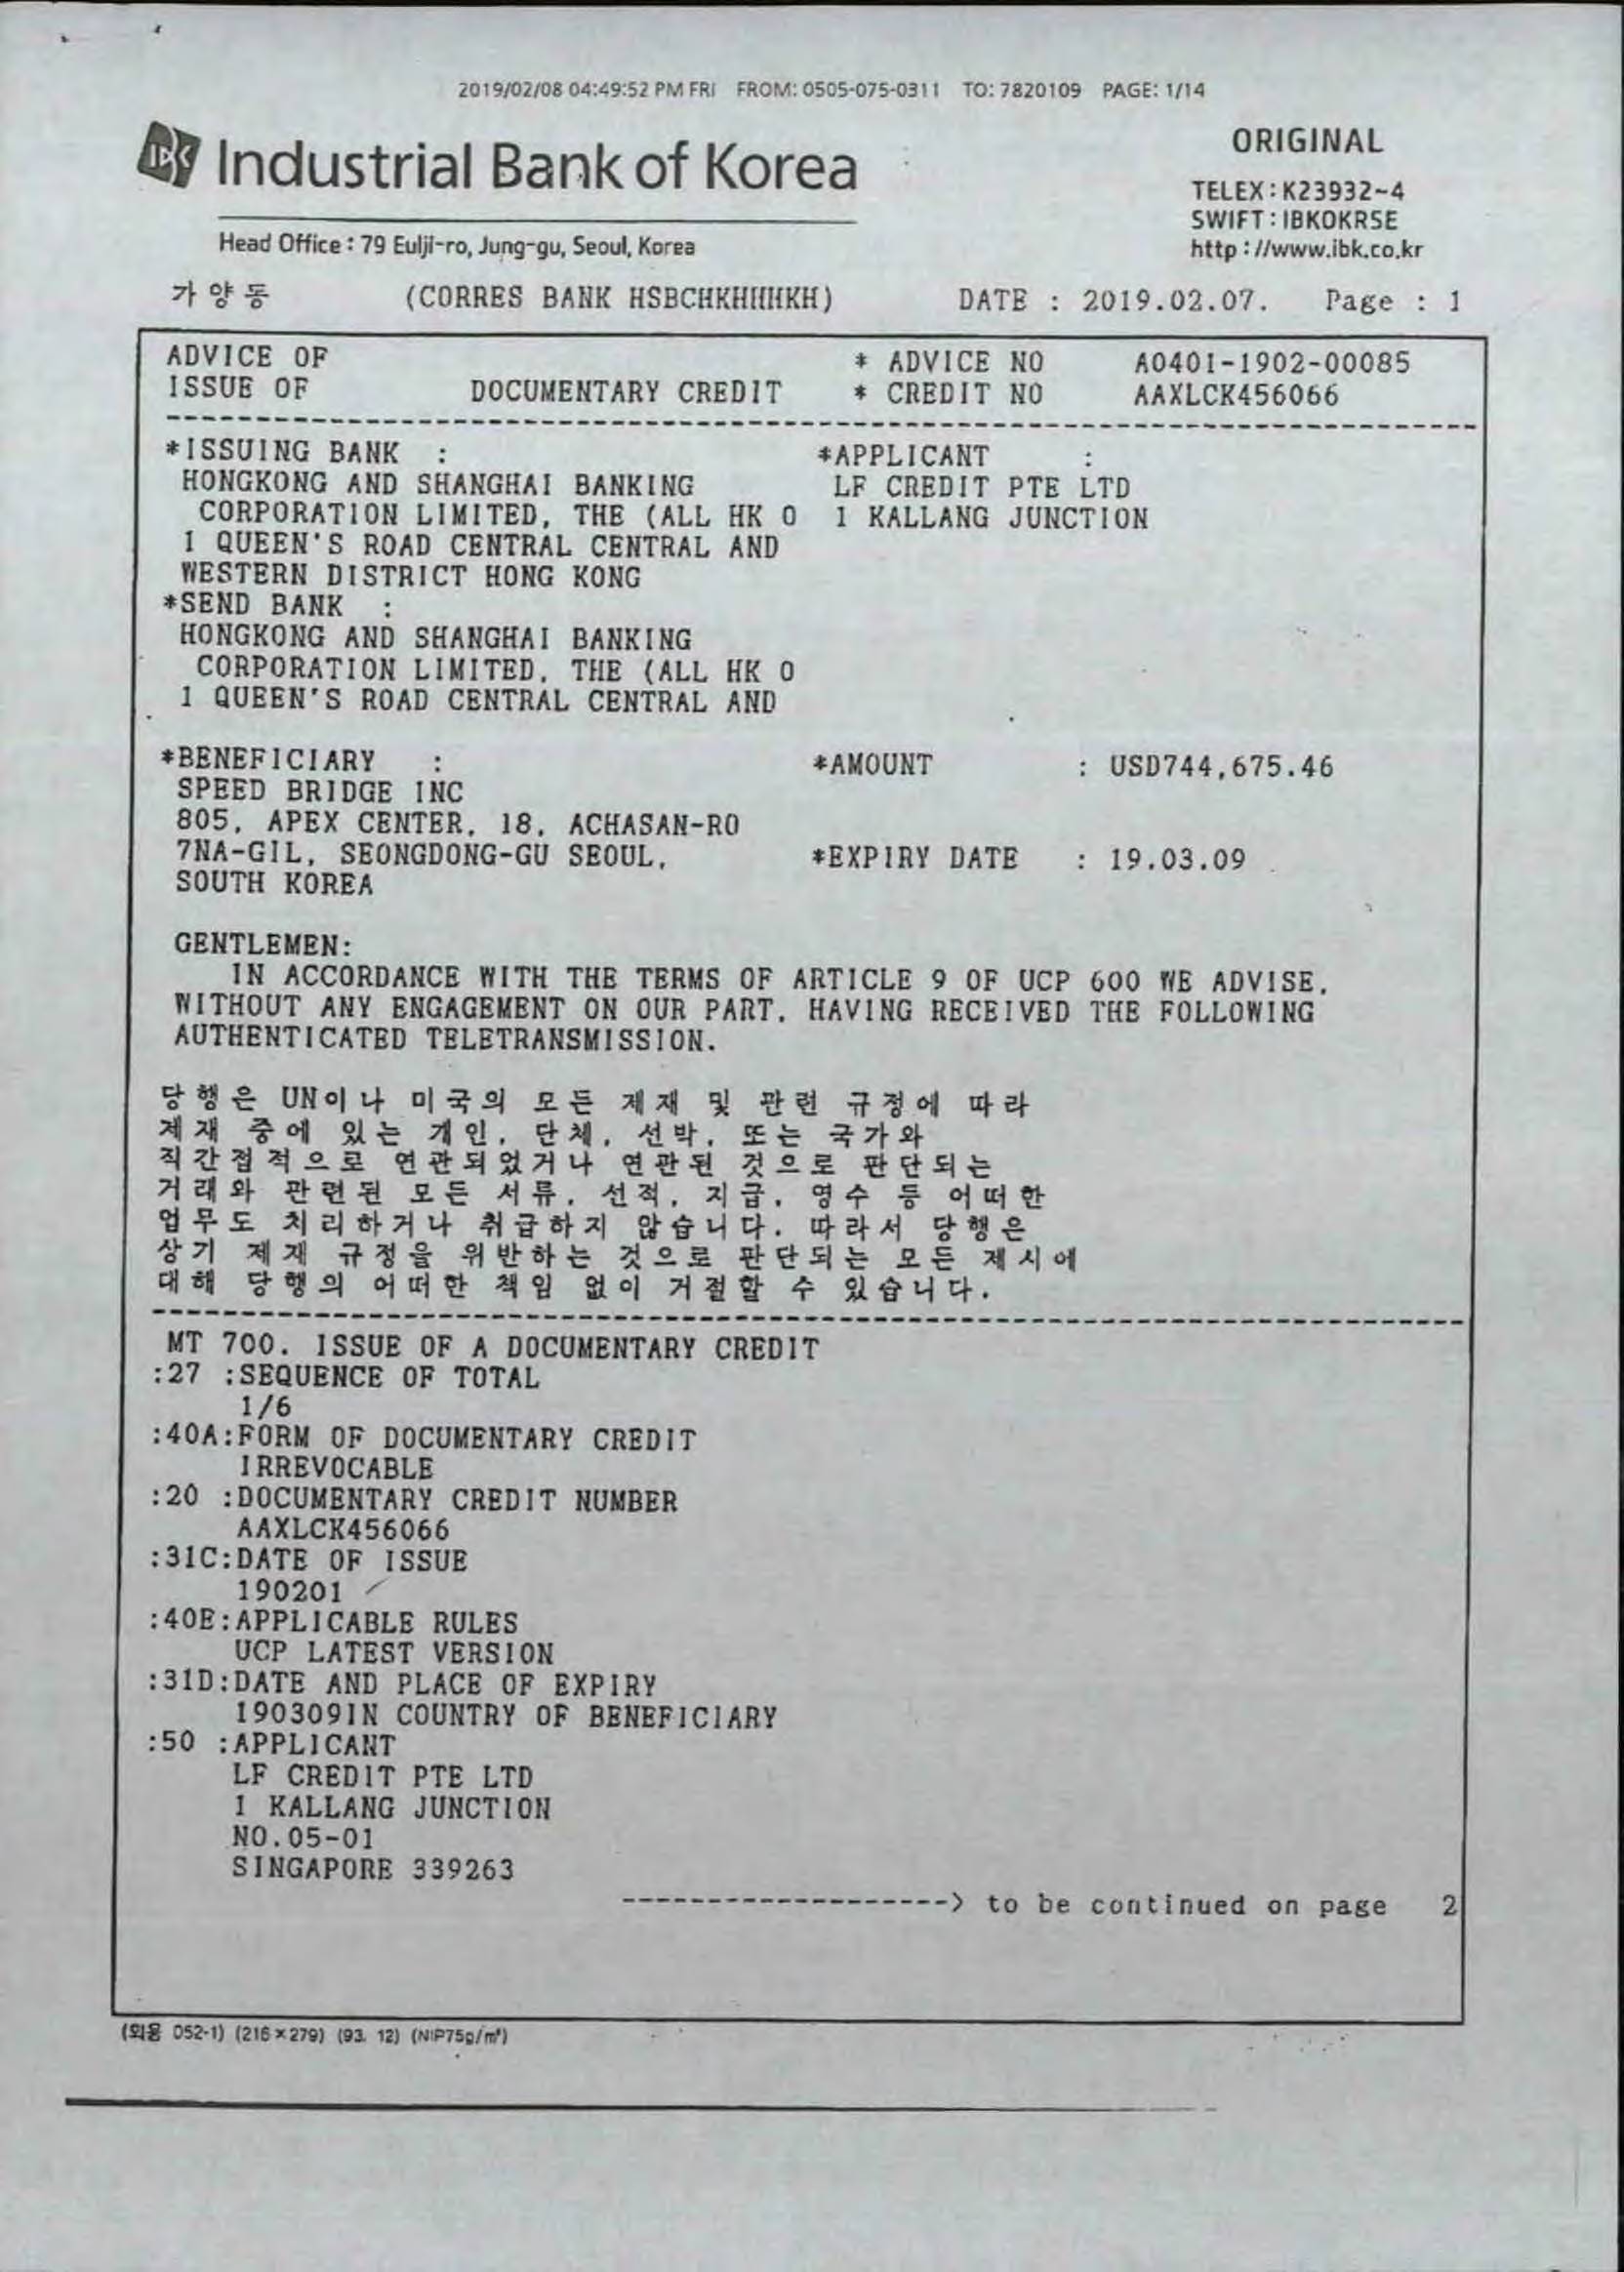 2019/02/08 04:49:52 PM FRI FROM: 0505-075-0311 TO: 7820109 PAGE: 1/14
IBK Industrial Bank of Korea
ORIGINAL
TELEX : K23932~4
SWIFT : IBKOKRSE
http : //www.ibk.co.kr
Head Office : 79 Eulji-ro, Jung-gu, Seoul, Korea
가양동 (CORRES BANK HSBCHKHHHKH) DATE : 2019.02.07. Page : 1
ADVICE OF * ADVICE NO A0401-1902-00085
ISSUE OF DOCUMENTARY CREDIT * CREDIT NO AAXLCK456066
*ISSUING BANK : *APPLICANT :
HONGKONG AND SHANGHAI BANKING LF CREDIT PTE LTD
CORPORATION LIMITED, THE (ALL HK O 1 KALLANG JUNCTION
1 QUEEN'S ROAD CENTRAL CENTRAL AND
WESTERN DISTRICT HONG KONG
*SEND BANK :
HONGKONG AND SHANGHAI BANKING
CORPORATION LIMITED, THE (ALL HK O
1 QUEEN'S ROAD CENTRAL CENTRAL AND
*BENEFICIARY : *AMOUNT : USD744,675.46
SPEED BRIDGE INC
805, APEX CENTER, 18, ACHASAN-RO
7NA-GIL, SEONGDONG-GU SEOUL, *EXPIRY DATE : 19.03.09
SOUTH KOREA
GENTLEMEN:
IN ACCORDANCE WITH THE TERMS OF ARTICLE 9 OF UCP 600 WE ADVISE,
WITHOUT ANY ENGAGEMENT ON OUR PART, HAVING RECEIVED THE FOLLOWING
AUTHENTICATED TELETRANSMISSION.
당행은 UN이나 미국의 모든 제재 및 관련 규정에 따라
제재 중에 있는 개인, 단체, 선박, 또는 국가와
직간접적으로 연관되었거나 연관된 것으로 판단되는
거래와 관련된 모든 서류, 선적, 지급, 영수 등 어떠한
업무도 처리하거나 취급하지 않습니다. 따라서 당행은
상기 제재 규정을 위반하는 것으로 판단되는 모든 제시에
대해 당행의 어떠한 책임 없이 거절할 수 있습니다.
MT 700. ISSUE OF A DOCUMENTARY CREDIT
:27 :SEQUENCE OF TOTAL
1/6
:40A:FORM OF DOCUMENTARY CREDIT
IRREVOCABLE
:20 :DOCUMENTARY CREDIT NUMBER
AAXLCK456066
:31C:DATE OF ISSUE
190201
:40E:APPLICABLE RULES
UCP LATEST VERSION
:31D:DATE AND PLACE OF EXPIRY
190309IN COUNTRY OF BENEFICIARY
:50 :APPLICANT
LF CREDIT PTE LTD
1 KALLANG JUNCTION
NO.05-01
SINGAPORE 339263
-------------------> to be continued on page 2
(외용 052-1) (216×279) (93. 12) (NIP75g/㎡)